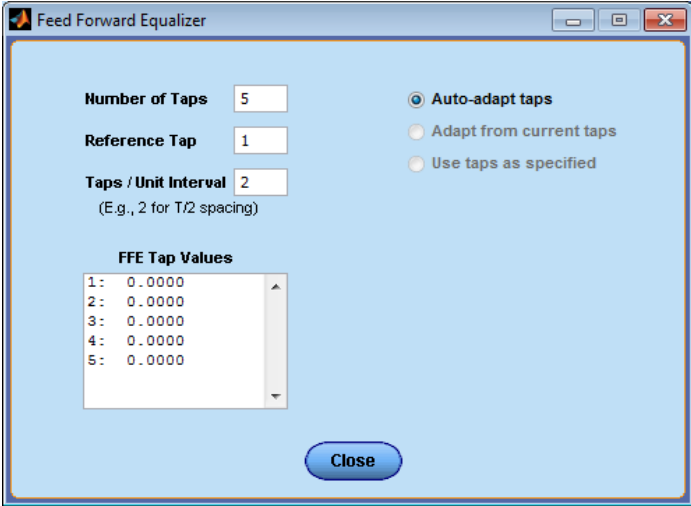 Feed Forward Equalizer
Number of Taps 5
Reference Tap 1
Taps / Unit Interval 2
(E.g., 2 for T/2 spacing)
Auto-adapt taps
Adapt from current taps
Use taps as specified
FFE Tap Values
1: 0.0000
2: 0.0000
3: 0.0000
4: 0.0000
5: 0.0000
Close